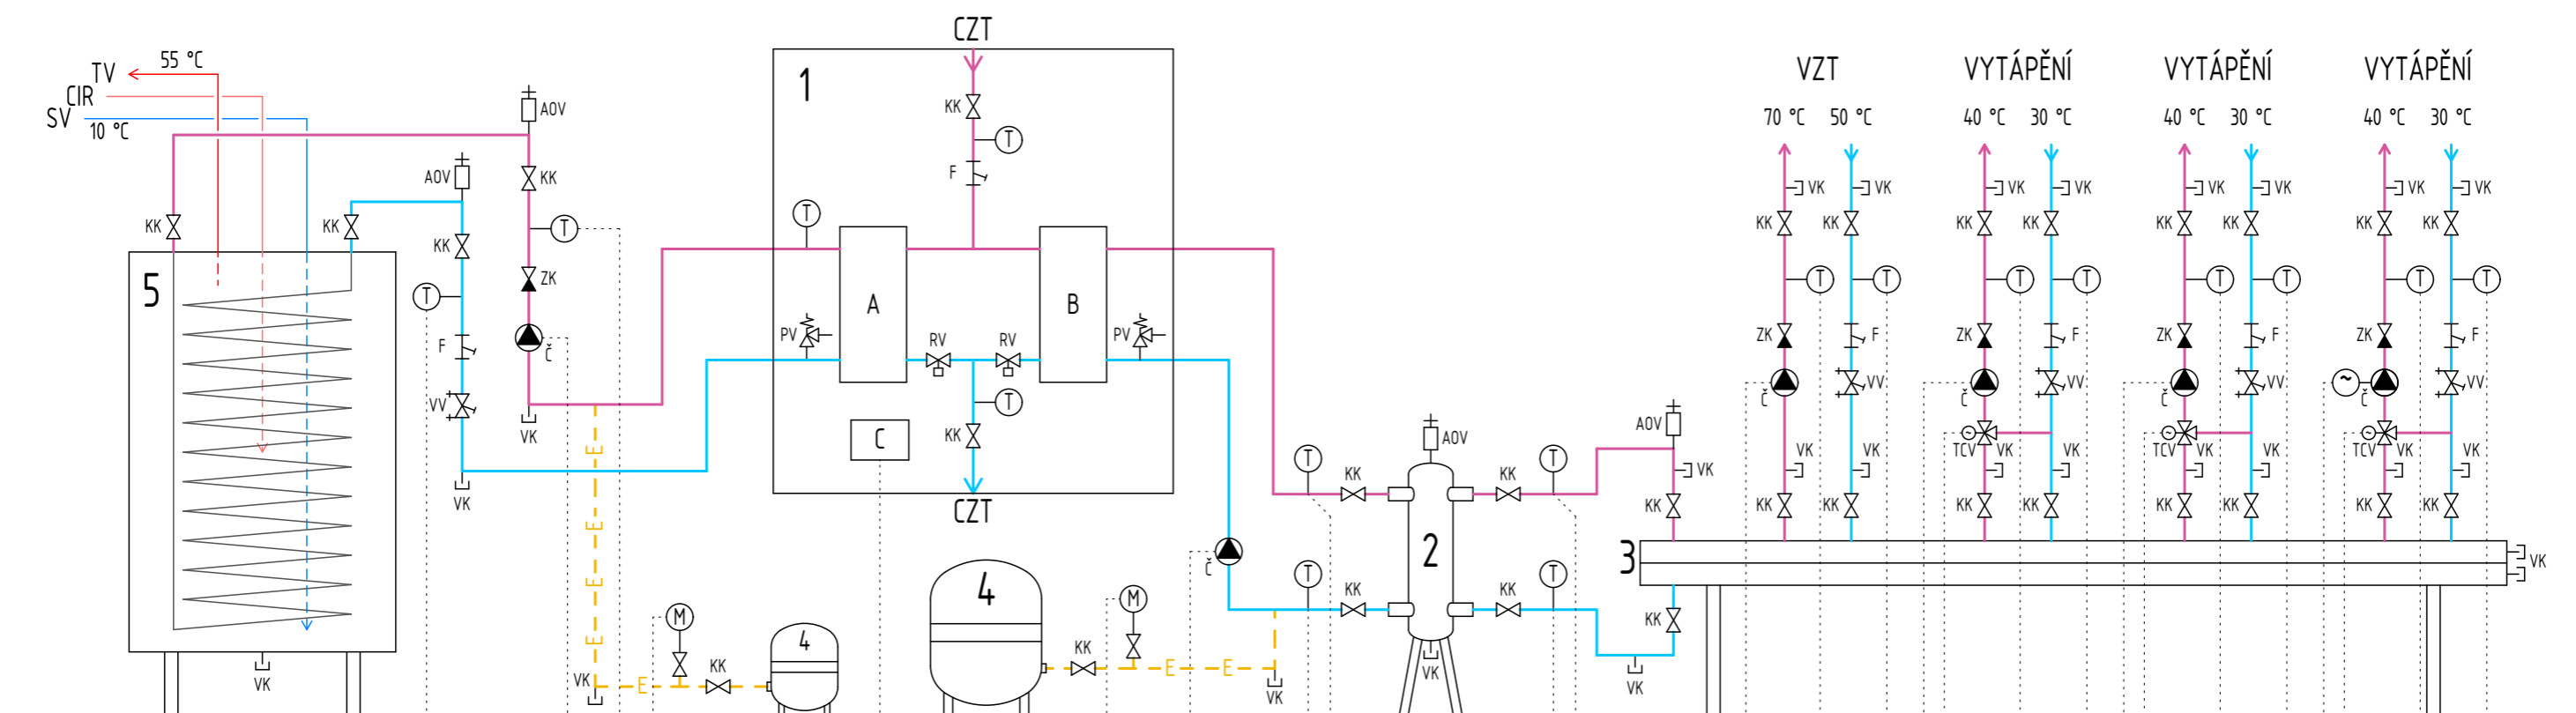 CZT
TV 55 °C
CIR
SV 10 °C
VZT VYTÁPĚNÍ VYTÁPĚNÍ VYTÁPĚNÍ
70 °C 50 °C 40 °C 30 °C 40 °C 30 °C 40 °C 30 °C
1
AOV
KK
T
AOV
KK
F
VK VK VK VK VK VK VK VK
KK KK
KK
T
T
KK KK KK KK KK KK KK KK
5
ZK
T
A
B
T T T T T T T T
F
Č
PV
RV
RV
PV
ZK F ZK F ZK F ZK F
VV
T
Č VV Č VV Č VV ~ Č VV
VK
C
KK
AOV
AOV
~ TCV VK VK ~ TCV VK VK ~ TCV VK VK
VK VK
E
T
KK
KK
T
VK
VK
CZT
KK
KK KK KK KK KK KK KK KK
E
Č
2
3
VK
4
T
KK
KK
T
E
M
M
KK
E
4
KK
KK
E
E
VK
VK
E
KK
VK
VK
VK